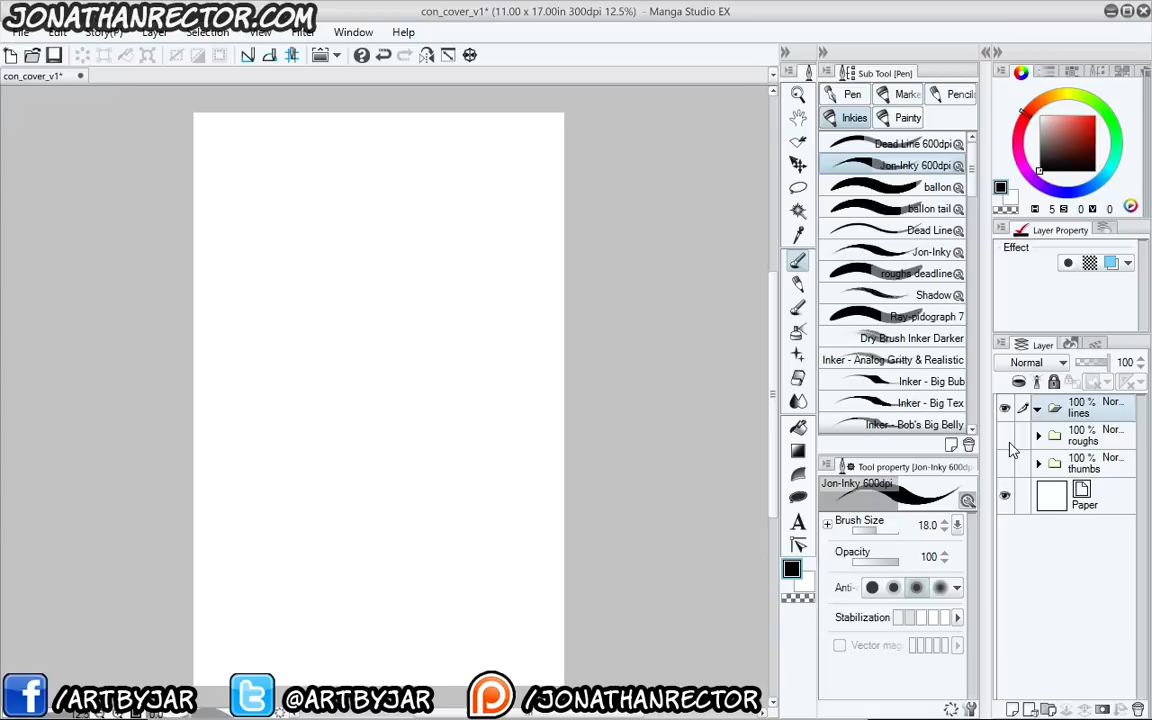 JONATHANRECTOR.COM
con_cover_v1* (11.00 x 17.00in 300dpi 12.5%) - Manga Studio EX
File Edit Story(P) Layer Selection View Filter Window Help
con_cover_v1*
Sub Tool [Pen]
Pen
Marke
Pencils
Inkies
Painty
Dead Line 600dpi
Jon-Inky 600dpi
ballon
ballon tail
Dead Line
Jon-Inky
roughs deadline
Shadow
Ray-pidograph 7
Dry Brush Inker Darker
Inker - Analog Gritty & Realistic
Inker - Big Bub
Inker - Big Tex
Inker - Bob's Big Belly
Tool property [Jon-Inky 600dp
Jon-Inky 600dpi
Brush Size 18.0
Opacity 100
Anti-
Stabilization
Vector mag
H 5 S 0 V 0
Layer Property
Effect
Layer
Normal 100
100 % Nor...
lines
100 % Nor...
roughs
100 % Nor...
thumbs
Paper
A
f /ARTBYJAR
@ARTBYJAR
/JONATHANRECTOR